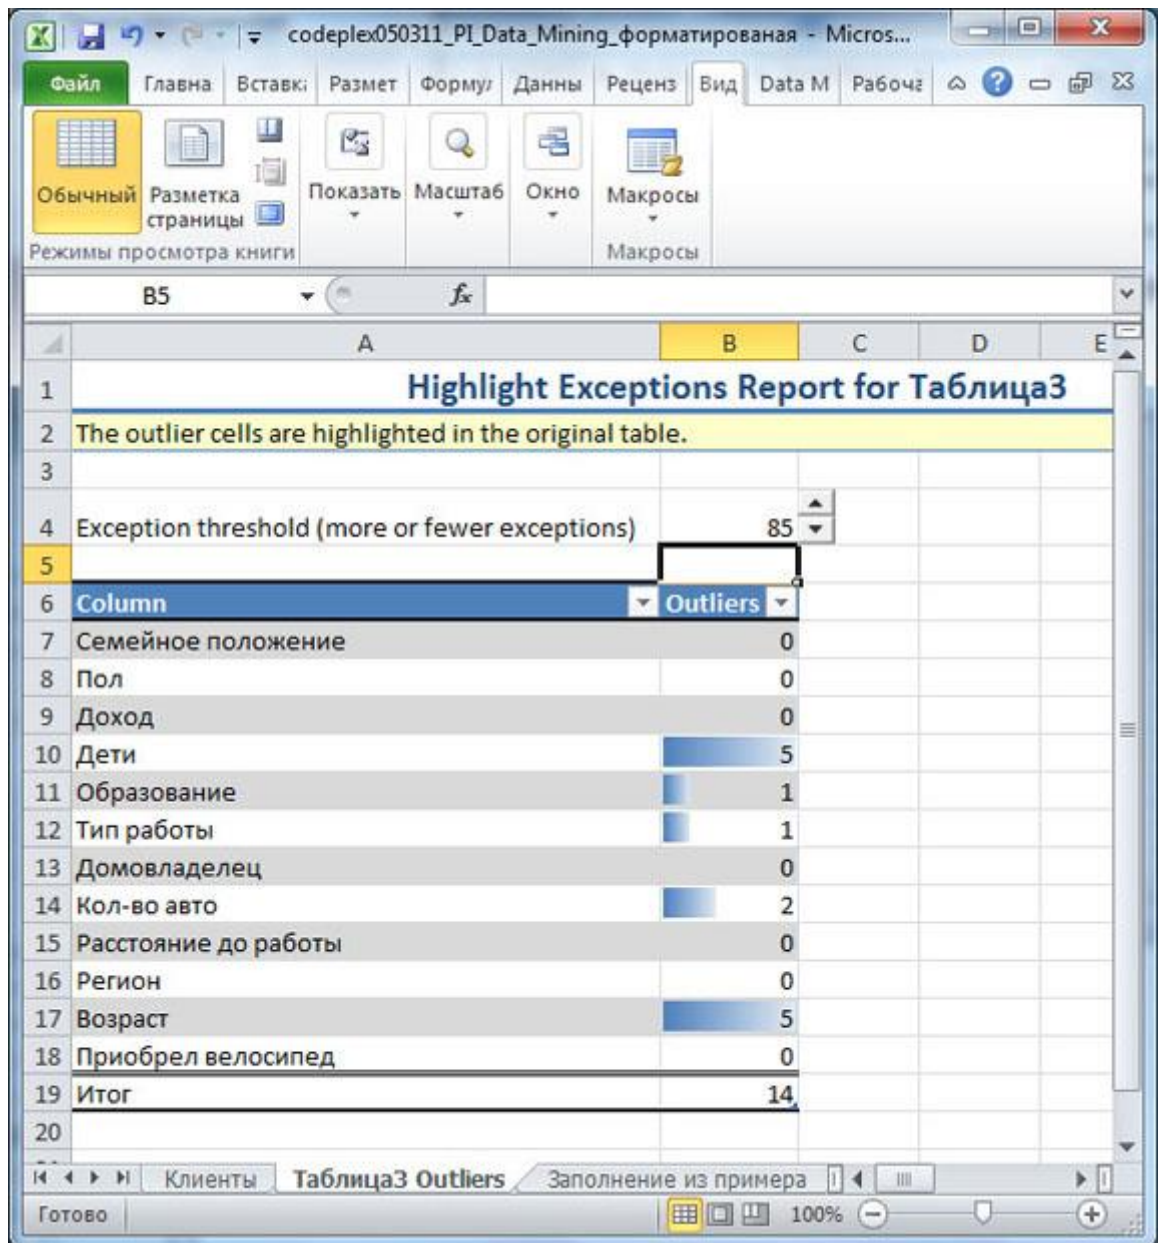 codeplex050311_PI_Data_Mining_форматированая - Micros...
Файл Главна Вставк Размет Форму Данны Реценз Вид Data M Рабоча
Обычный Разметка страницы Показать Масштаб Окно Макросы
Режимы просмотра книги Макросы
B5 fx
A B C D E
1 Highlight Exceptions Report for Таблица3
2 The outlier cells are highlighted in the original table.
3
4 Exception threshold (more or fewer exceptions) 85
5
6 Column Outliers
7 Семейное положение 0
8 Пол 0
9 Доход 0
10 Дети 5
11 Образование 1
12 Тип работы 1
13 Домовладелец 0
14 Кол-во авто 2
15 Расстояние до работы 0
16 Регион 0
17 Возраст 5
18 Приобрел велосипед 0
19 Итог 14
20
Клиенты Таблица3 Outliers Заполнение из примера
Готово 100%